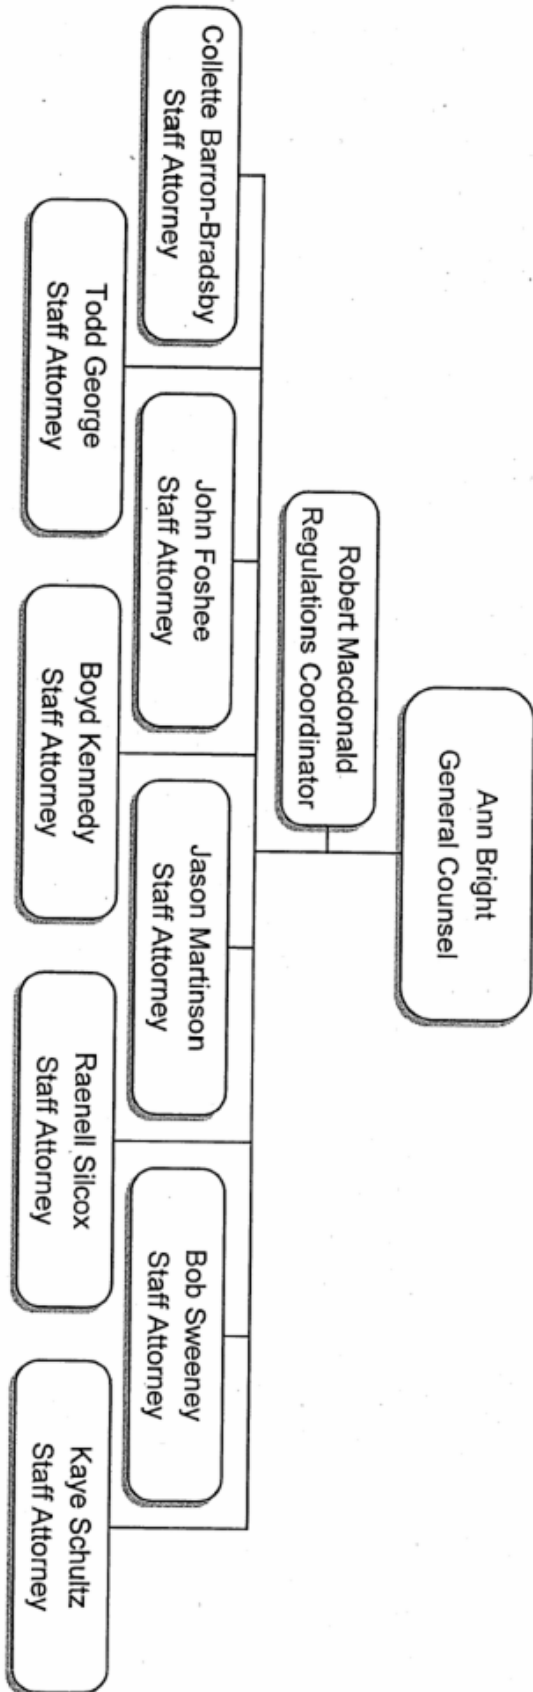 Ann Bright
General Counsel
Robert Macdonald
Regulations Coordinator
Collette Barron-Bradsby
Staff Attorney
John Foshee
Staff Attorney
Jason Martinson
Staff Attorney
Bob Sweeney
Staff Attorney
Todd George
Staff Attorney
Boyd Kennedy
Staff Attorney
Raenell Silcox
Staff Attorney
Kaye Schultz
Staff Attorney